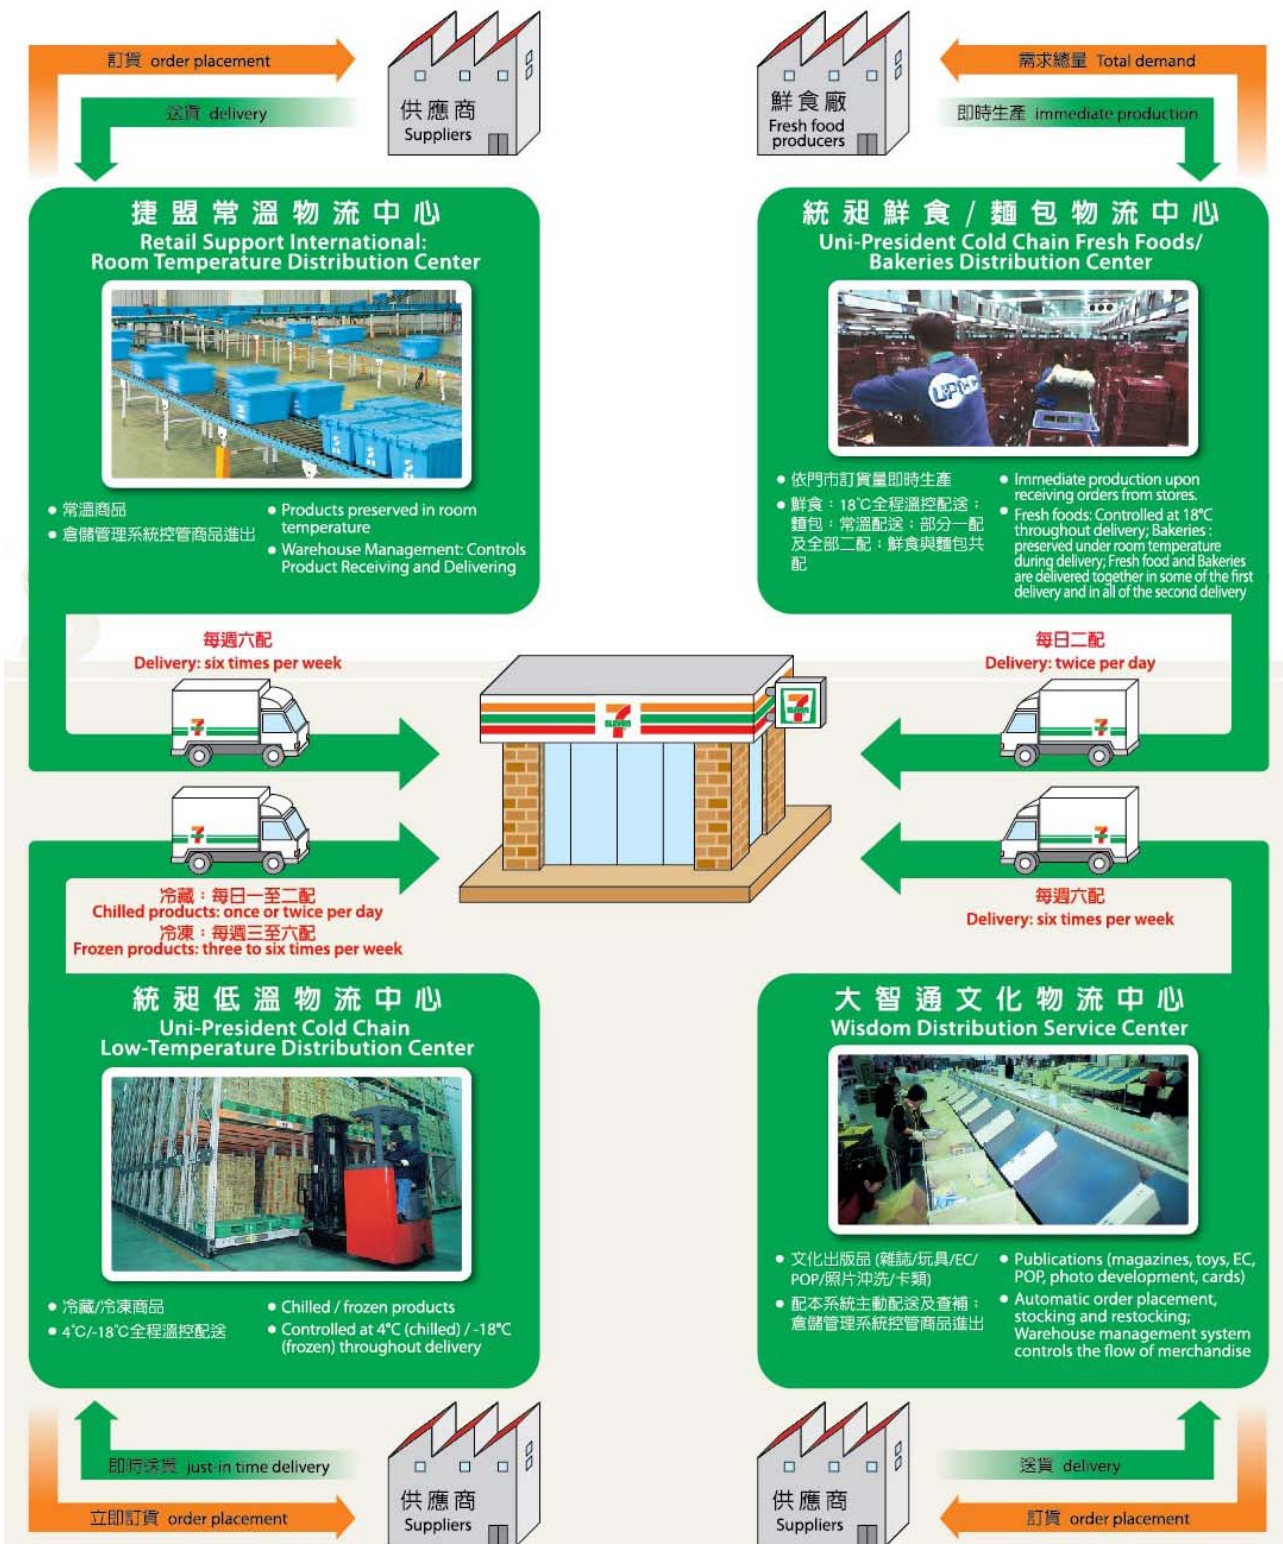 訂貨 order placement
送貨 delivery
供應商
Suppliers
捷盟常溫物流中心
Retail Support International:
Room Temperature Distribution Center
● 常溫商品
● 倉儲管理系統控管商品進出
● Products preserved in room
temperature
● Warehouse Management: Controls
Product Receiving and Delivering
每週六配
Delivery: six times per week
需求總量 Total demand
即時生產 immediate production
鮮食廠
Fresh food
producers
統昶鮮食/麵包物流中心
Uni-President Cold Chain Fresh Foods/
Bakeries Distribution Center
UPCC
● 依門市訂貨量即時生產
● 鮮食：18℃全程溫控配送；
麵包：常溫配送；部分一配
及全部二配；鮮食與麵包共
配
● Immediate production upon
receiving orders from stores.
● Fresh foods: Controlled at 18°C
throughout delivery; Bakeries :
preserved under room temperature
during delivery; Fresh food and Bakeries
are delivered together in some of the first
delivery and in all of the second delivery
每日二配
Delivery: twice per day
7
ELEVEN
7
ELEVEN
7
7
7
7
冷藏：每日一至二配
Chilled products: once or twice per day
冷凍：每週三至六配
Frozen products: three to six times per week
統昶低溫物流中心
Uni-President Cold Chain
Low-Temperature Distribution Center
● 冷藏/冷凍商品
● 4℃/-18℃全程溫控配送
● Chilled / frozen products
● Controlled at 4°C (chilled) / -18°C
(frozen) throughout delivery
即時送貨 just-in time delivery
立即訂貨 order placement
供應商
Suppliers
每週六配
Delivery: six times per week
大智通文化物流中心
Wisdom Distribution Service Center
● 文化出版品 (雜誌/玩具/EC/
POP/照片沖洗/卡類)
● 配本系統主動配送及查補；
倉儲管理系統控管商品進出
● Publications (magazines, toys, EC,
POP, photo development, cards)
● Automatic order placement,
stocking and restocking;
Warehouse management system
controls the flow of merchandise
供應商
Suppliers
送貨 delivery
訂貨 order placement